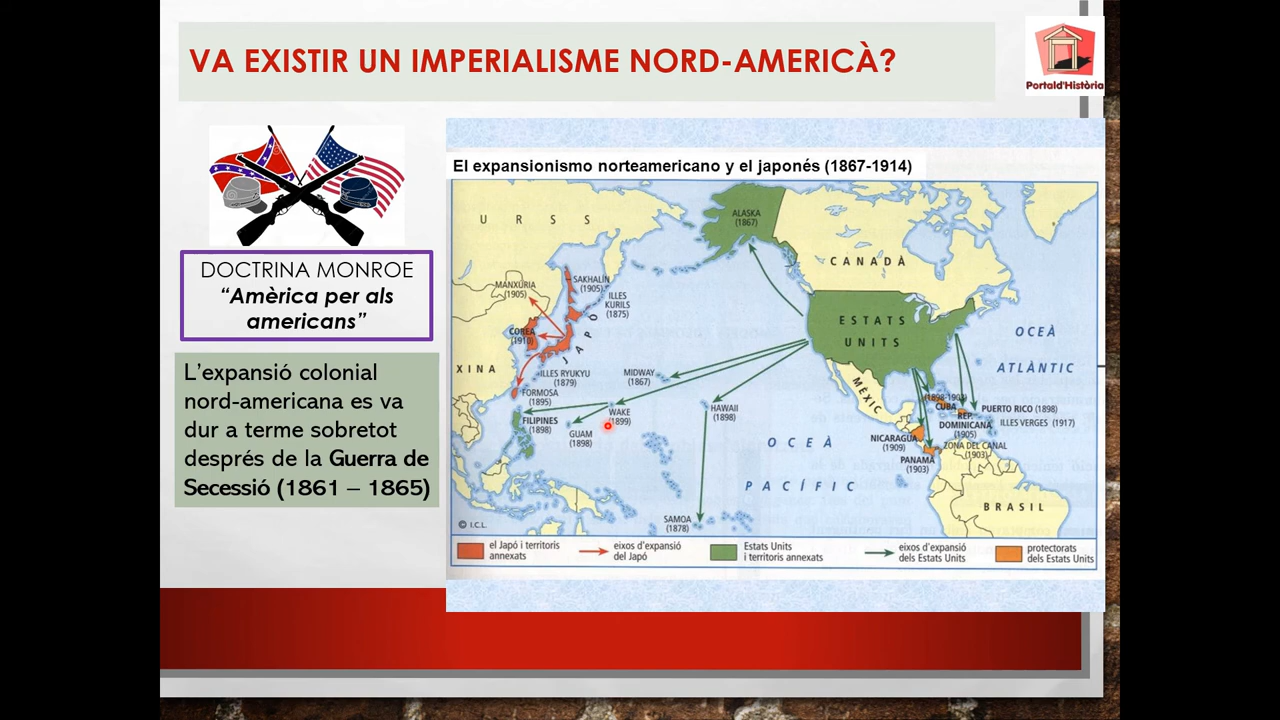 VA EXISTIR UN IMPERIALISME NORD-AMERICÀ?
Portald'Història
DOCTRINA MONROE
“Amèrica per als
americans”
L’expansió colonial
nord-americana es va
dur a terme sobretot
després de la Guerra de
Secessió (1861 – 1865)
El expansionismo norteamericano y el japonés (1867-1914)
URSS
ALASKA
(1867)
CANADÀ
MANXÚRIA
(1905)
SAKHALÍN
(1905)
ILLES
KURILS
(1875)
COREA
(1910)
JAPÓ
ESTATS
UNITS
OCEÀ
ATLÀNTIC
XINA
ILLES RYUKYU
(1879)
MIDWAY
(1867)
FORMOSA
(1895)
MÈXIC
(1898-1903)
CUBA
PUERTO RICO (1898)
REP.
DOMINICANA
(1905)
ILLES VERGES (1917)
FILIPINES
(1898)
WAKE
(1899)
HAWAII
(1898)
GUAM
(1898)
OCEÀ
PACÍFIC
NICARAGUA
(1909)
ZONA DEL CANAL
(1903)
PANAMÀ
(1903)
BRASIL
SAMOA
(1878)
© I.C.L.
el Japó i territoris
annexats
eixos d'expansió
del Japó
Estats Units
i territoris annexats
eixos d'expansió
dels Estats Units
protectorats
dels Estats Units